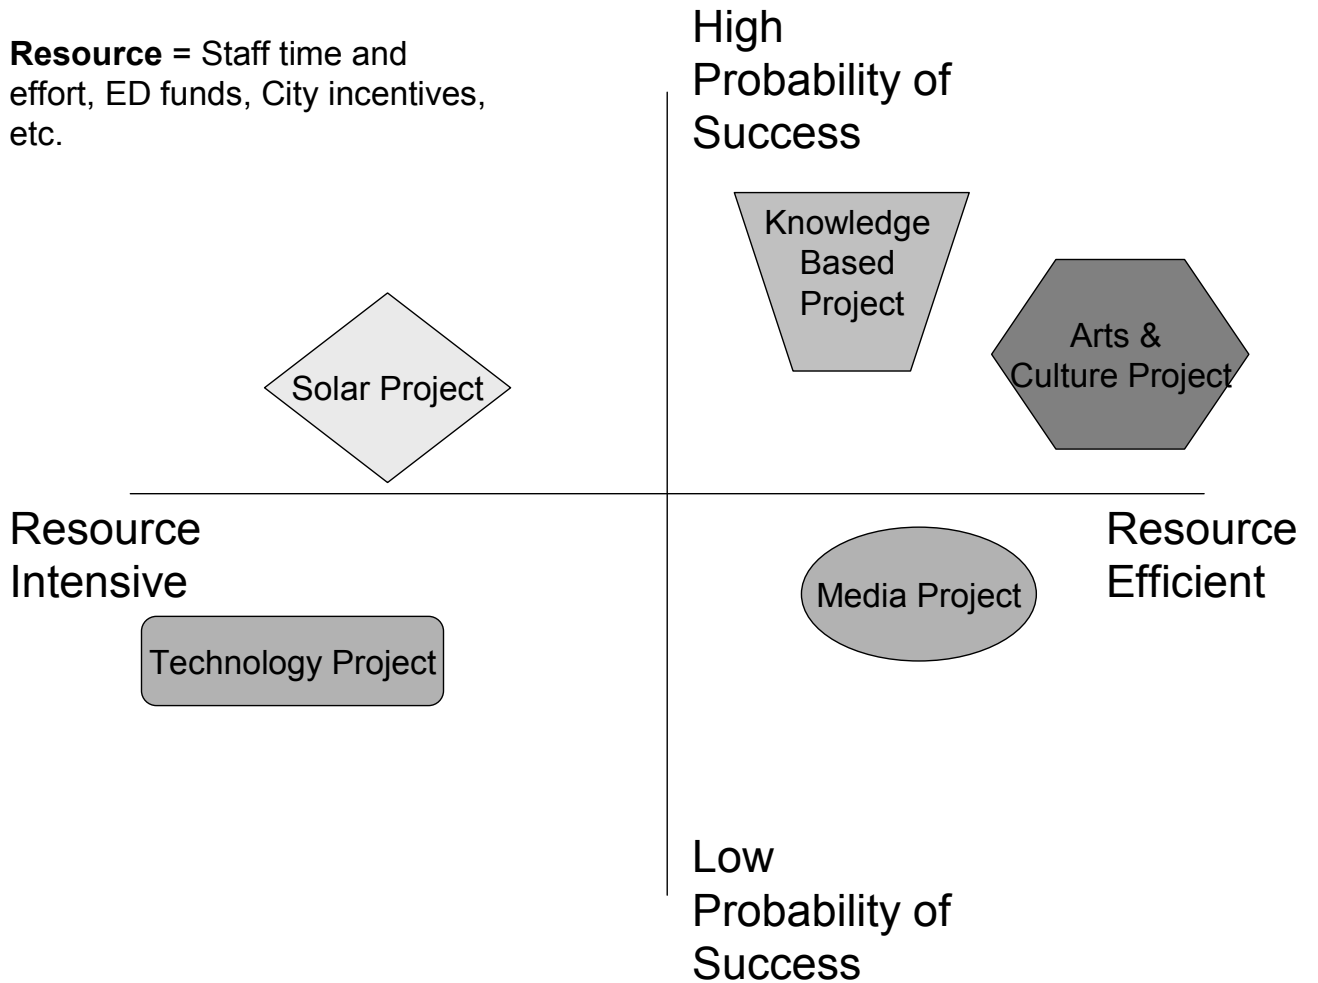 Resource = Staff time and
effort, ED funds, City incentives,
etc.
High
Probability of
Success
Knowledge
Based
Project
Arts &
Culture Project
Solar Project
Resource
Intensive
Resource
Efficient
Media Project
Technology Project
Low
Probability of
Success